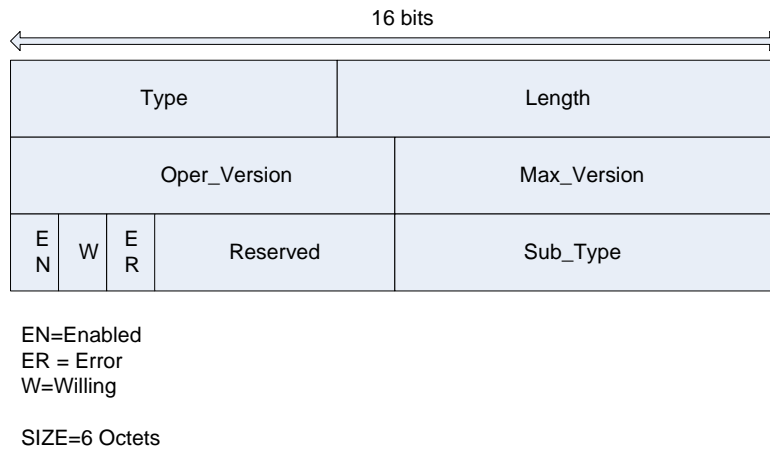 16 bits
Type
Length
Oper_Version
Max_Version
E
N
W
E
R
Reserved
Sub_Type
EN=Enabled
ER = Error
W=Willing
SIZE=6 Octets